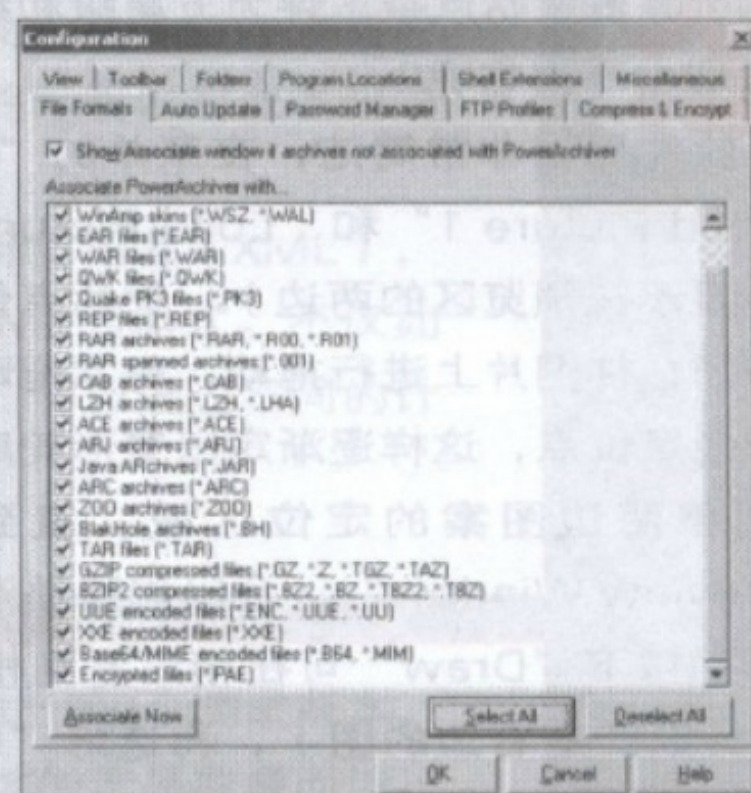 Configuration
View Toolbar Folders Program Locations Shell Extensions Miscellaneous
File Formats Auto Update Password Manager FTP Profiles Compress & Encrypt
Show Associate window if archives not associated with PowerArchiver
Associate PowerArchiver with...
WinAmp skins (*.WSZ, *.WAL)
EAR files (*.EAR)
WAR files (*.WAR)
QWK files (*.QWK)
Quake PK3 files (*.PK3)
REP files (*.REP)
RAR archives (*.RAR, *.R00, *.R01)
RAR spanned archives (*.001)
CAB archives (*.CAB)
LZH archives (*.LZH, *.LHA)
ACE archives (*.ACE)
ARJ archives (*.ARJ)
Java ARchives (*.JAR)
ARC archives (*.ARC)
ZOO archives (*.ZOO)
BlakHole archives (*.BH)
TAR files (*.TAR)
GZIP compressed files (*.GZ, *.Z, *.TGZ, *.TAZ)
BZIP2 compressed files (*.BZ2, *.BZ, *.TBZ2, *.TBZ)
UUE encoded files (*.ENC, *.UUE, *.UU)
XXE encoded files (*.XXE)
Base64/MIME encoded files (*.B64, *.MIM)
Encrypted files (*.PAE)
Associate Now Select All Deselect All
OK Cancel Help